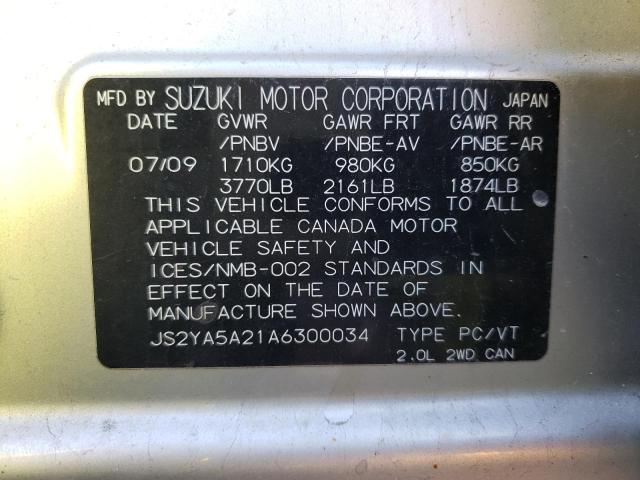 MFD BY SUZUKI MOTOR CORPORATION JAPAN
DATE GVWR GAWR FRT GAWR RR
/PNBV /PNBE-AV /PNBE-AR
07/09 1710KG 980KG 850KG
3770LB 2161LB 1874LB
THIS VEHICLE CONFORMS TO ALL
APPLICABLE CANADA MOTOR
VEHICLE SAFETY AND
ICES/NMB-002 STANDARDS IN
EFFECT ON THE DATE OF
MANUFACTURE SHOWN ABOVE.
JS2YA5A21A6300034 TYPE PC/VT
2.0L 2WD CAN